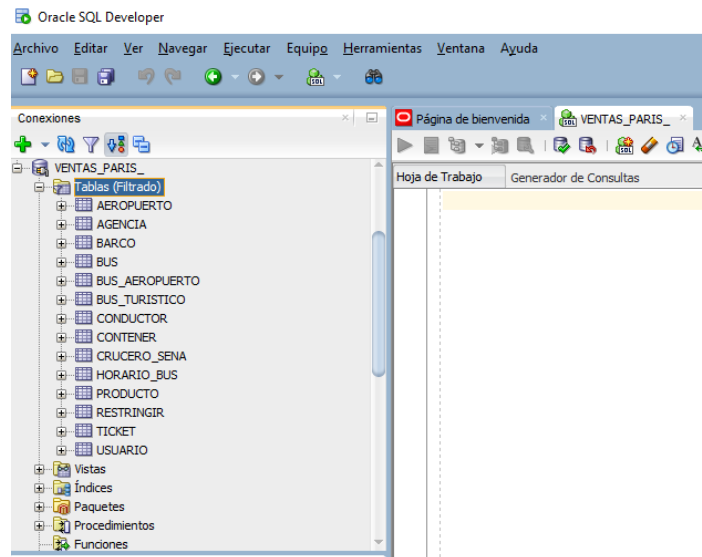 Oracle SQL Developer
Archivo Editar Ver Navegar Ejecutar Equipo Herramientas Ventana Ayuda
SQL
Conexiones
Página de bienvenida
SQL VENTAS_PARIS_
VENTAS_PARIS_
Hoja de Trabajo Generador de Consultas
Tablas (Filtrado)
AEROPUERTO
AGENCIA
BARCO
BUS
BUS_AEROPUERTO
BUS_TURISTICO
CONDUCTOR
CONTENER
CRUCERO_SENA
HORARIO_BUS
PRODUCTO
RESTRINGIR
TICKET
USUARIO
Vistas
Índices
Paquetes
Procedimientos
Funciones